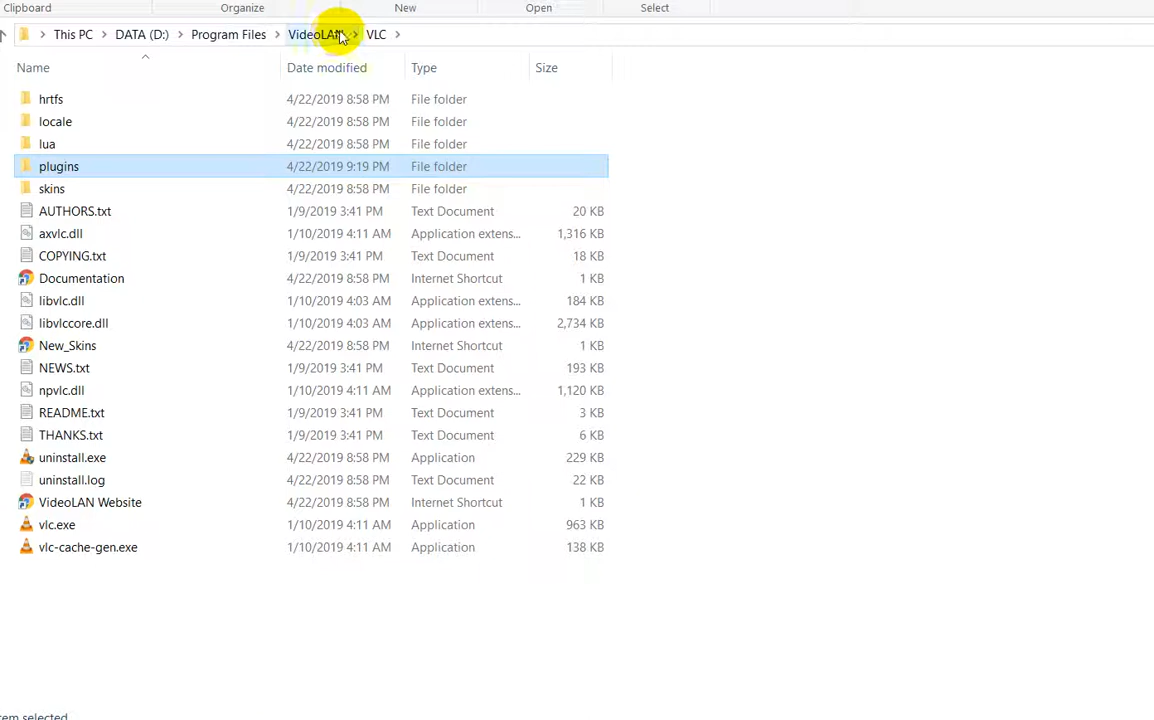 Clipboard Organize New Open Select
This PC DATA (D:) Program Files VideoLAN VLC
Name Date modified Type Size
hrtfs 4/22/2019 8:58 PM File folder
locale 4/22/2019 8:58 PM File folder
lua 4/22/2019 8:58 PM File folder
plugins 4/22/2019 9:19 PM File folder
skins 4/22/2019 8:58 PM File folder
AUTHORS.txt 1/9/2019 3:41 PM Text Document 20 KB
axvlc.dll 1/10/2019 4:11 AM Application extens... 1,316 KB
COPYING.txt 1/9/2019 3:41 PM Text Document 18 KB
Documentation 4/22/2019 8:58 PM Internet Shortcut 1 KB
libvlc.dll 1/10/2019 4:03 AM Application extens... 184 KB
libvlccore.dll 1/10/2019 4:03 AM Application extens... 2,734 KB
New_Skins 4/22/2019 8:58 PM Internet Shortcut 1 KB
NEWS.txt 1/9/2019 3:41 PM Text Document 193 KB
npvlc.dll 1/10/2019 4:11 AM Application extens... 1,120 KB
README.txt 1/9/2019 3:41 PM Text Document 3 KB
THANKS.txt 1/9/2019 3:41 PM Text Document 6 KB
uninstall.exe 4/22/2019 8:58 PM Application 229 KB
uninstall.log 4/22/2019 8:58 PM Text Document 22 KB
VideoLAN Website 4/22/2019 8:58 PM Internet Shortcut 1 KB
vlc.exe 1/10/2019 4:11 AM Application 963 KB
vlc-cache-gen.exe 1/10/2019 4:11 AM Application 138 KB
em selected